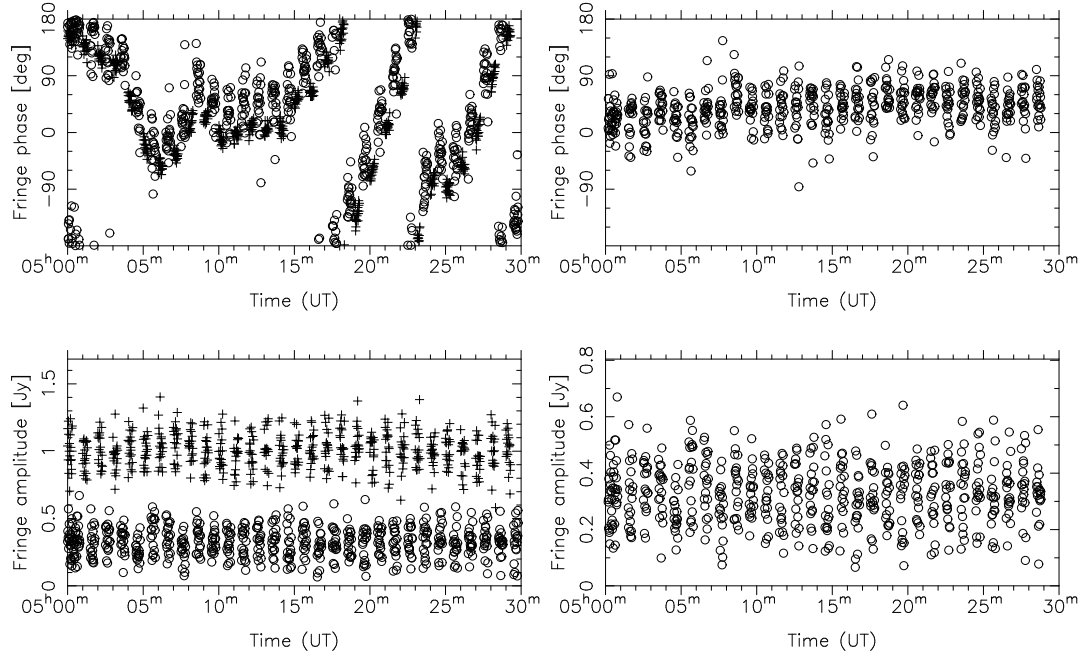 Fringe phase [deg]
180
90
0
−90
05h00m 05m 10m 15m 20m 25m 30m
Time (UT)
Fringe phase [deg]
180
90
0
−90
05h00m 05m 10m 15m 20m 25m 30m
Time (UT)
Fringe amplitude [Jy]
1.5
1
0.5
0
05h00m 05m 10m 15m 20m 25m 30m
Time (UT)
Fringe amplitude [Jy]
0.8
0.6
0.4
0.2
0
05h00m 05m 10m 15m 20m 25m 30m
Time (UT)